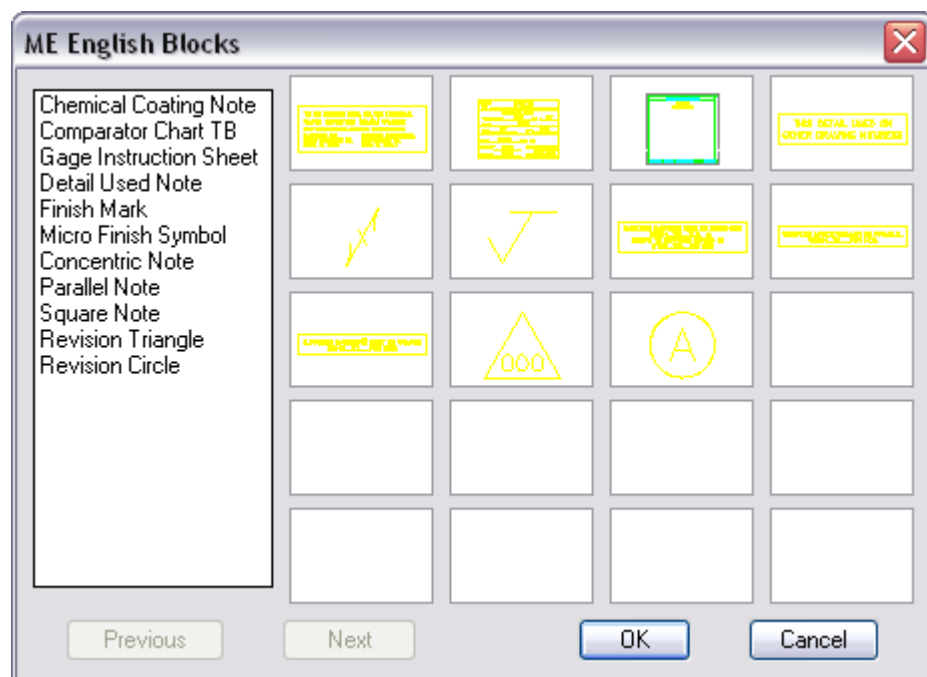 ME English Blocks
Chemical Coating Note
Comparator Chart TB
Gage Instruction Sheet
Detail Used Note
Finish Mark
Micro Finish Symbol
Concentric Note
Parallel Note
Square Note
Revision Triangle
Revision Circle
THIS DETAIL USED ON
OTHER DRAWING NUMBERS
X
000
A
Previous
Next
OK
Cancel